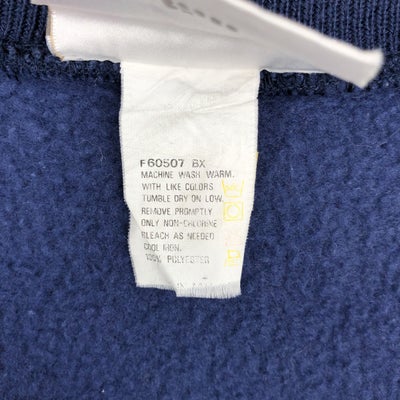 F60507 BX
MACHINE WASH WARM.
WITH LIKE COLORS
TUMBLE DRY ON LOW.
REMOVE PROMPTLY
ONLY NON-CHLORINE
BLEACH AS NEEDED
COOL IRON.
100% POLYESTER